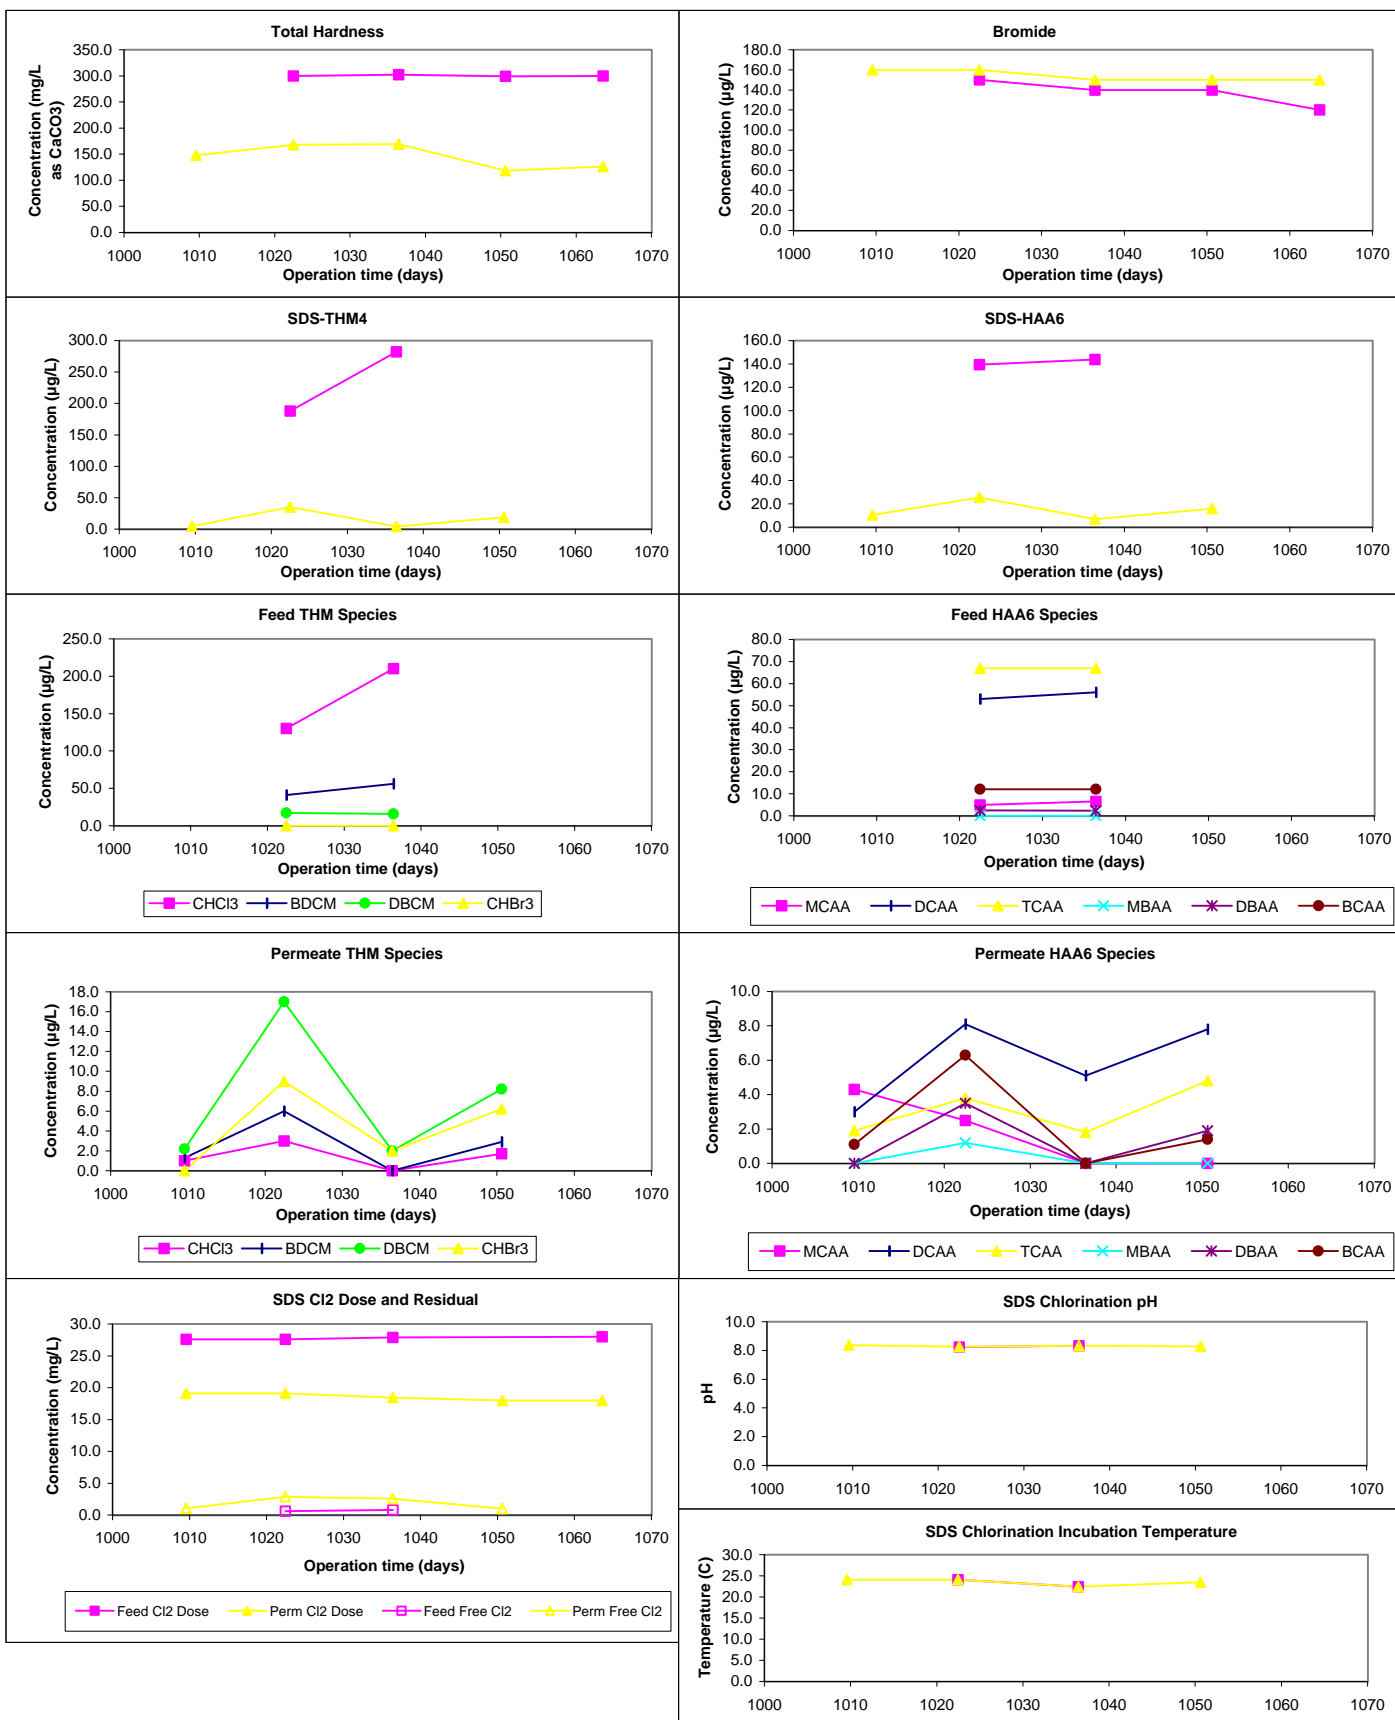 Total Hardness
Concentration (mg/L
as CaCO3)
350.0
300.0
250.0
200.0
150.0
100.0
50.0
0.0
1000 1010 1020 1030 1040 1050 1060 1070
Operation time (days)
Bromide
Concentration (µg/L)
180.0
160.0
140.0
120.0
100.0
80.0
60.0
40.0
20.0
0.0
1000 1010 1020 1030 1040 1050 1060 1070
Operation time (days)
SDS-THM4
Concentration (µg/L)
300.0
250.0
200.0
150.0
100.0
50.0
0.0
1000 1010 1020 1030 1040 1050 1060 1070
Operation time (days)
SDS-HAA6
Concentration (µg/L)
160.0
140.0
120.0
100.0
80.0
60.0
40.0
20.0
0.0
1000 1010 1020 1030 1040 1050 1060 1070
Operation time (days)
Feed THM Species
Concentration (µg/L)
250.0
200.0
150.0
100.0
50.0
0.0
1000 1010 1020 1030 1040 1050 1060 1070
Operation time (days)
CHCl3 BDCM DBCM CHBr3
Feed HAA6 Species
Concentration (µg/L)
80.0
70.0
60.0
50.0
40.0
30.0
20.0
10.0
0.0
1000 1010 1020 1030 1040 1050 1060 1070
Operation time (days)
MCAA DCAA TCAA MBAA DBAA BCAA
Permeate THM Species
Concentration (µg/L)
18.0
16.0
14.0
12.0
10.0
8.0
6.0
4.0
2.0
0.0
1000 1010 1020 1030 1040 1050 1060 1070
Operation time (days)
CHCl3 BDCM DBCM CHBr3
Permeate HAA6 Species
Concentration (µg/L)
10.0
8.0
6.0
4.0
2.0
0.0
1000 1010 1020 1030 1040 1050 1060 1070
Operation time (days)
MCAA DCAA TCAA MBAA DBAA BCAA
SDS Cl2 Dose and Residual
Concentration (mg/L)
30.0
25.0
20.0
15.0
10.0
5.0
0.0
1000 1010 1020 1030 1040 1050 1060 1070
Operation time (days)
Feed Cl2 Dose Perm Cl2 Dose Feed Free Cl2 Perm Free Cl2
SDS Chlorination pH
pH
10.0
8.0
6.0
4.0
2.0
0.0
1000 1010 1020 1030 1040 1050 1060 1070
SDS Chlorination Incubation Temperature
Temperature (C)
30.0
25.0
20.0
15.0
10.0
5.0
0.0
1000 1010 1020 1030 1040 1050 1060 1070